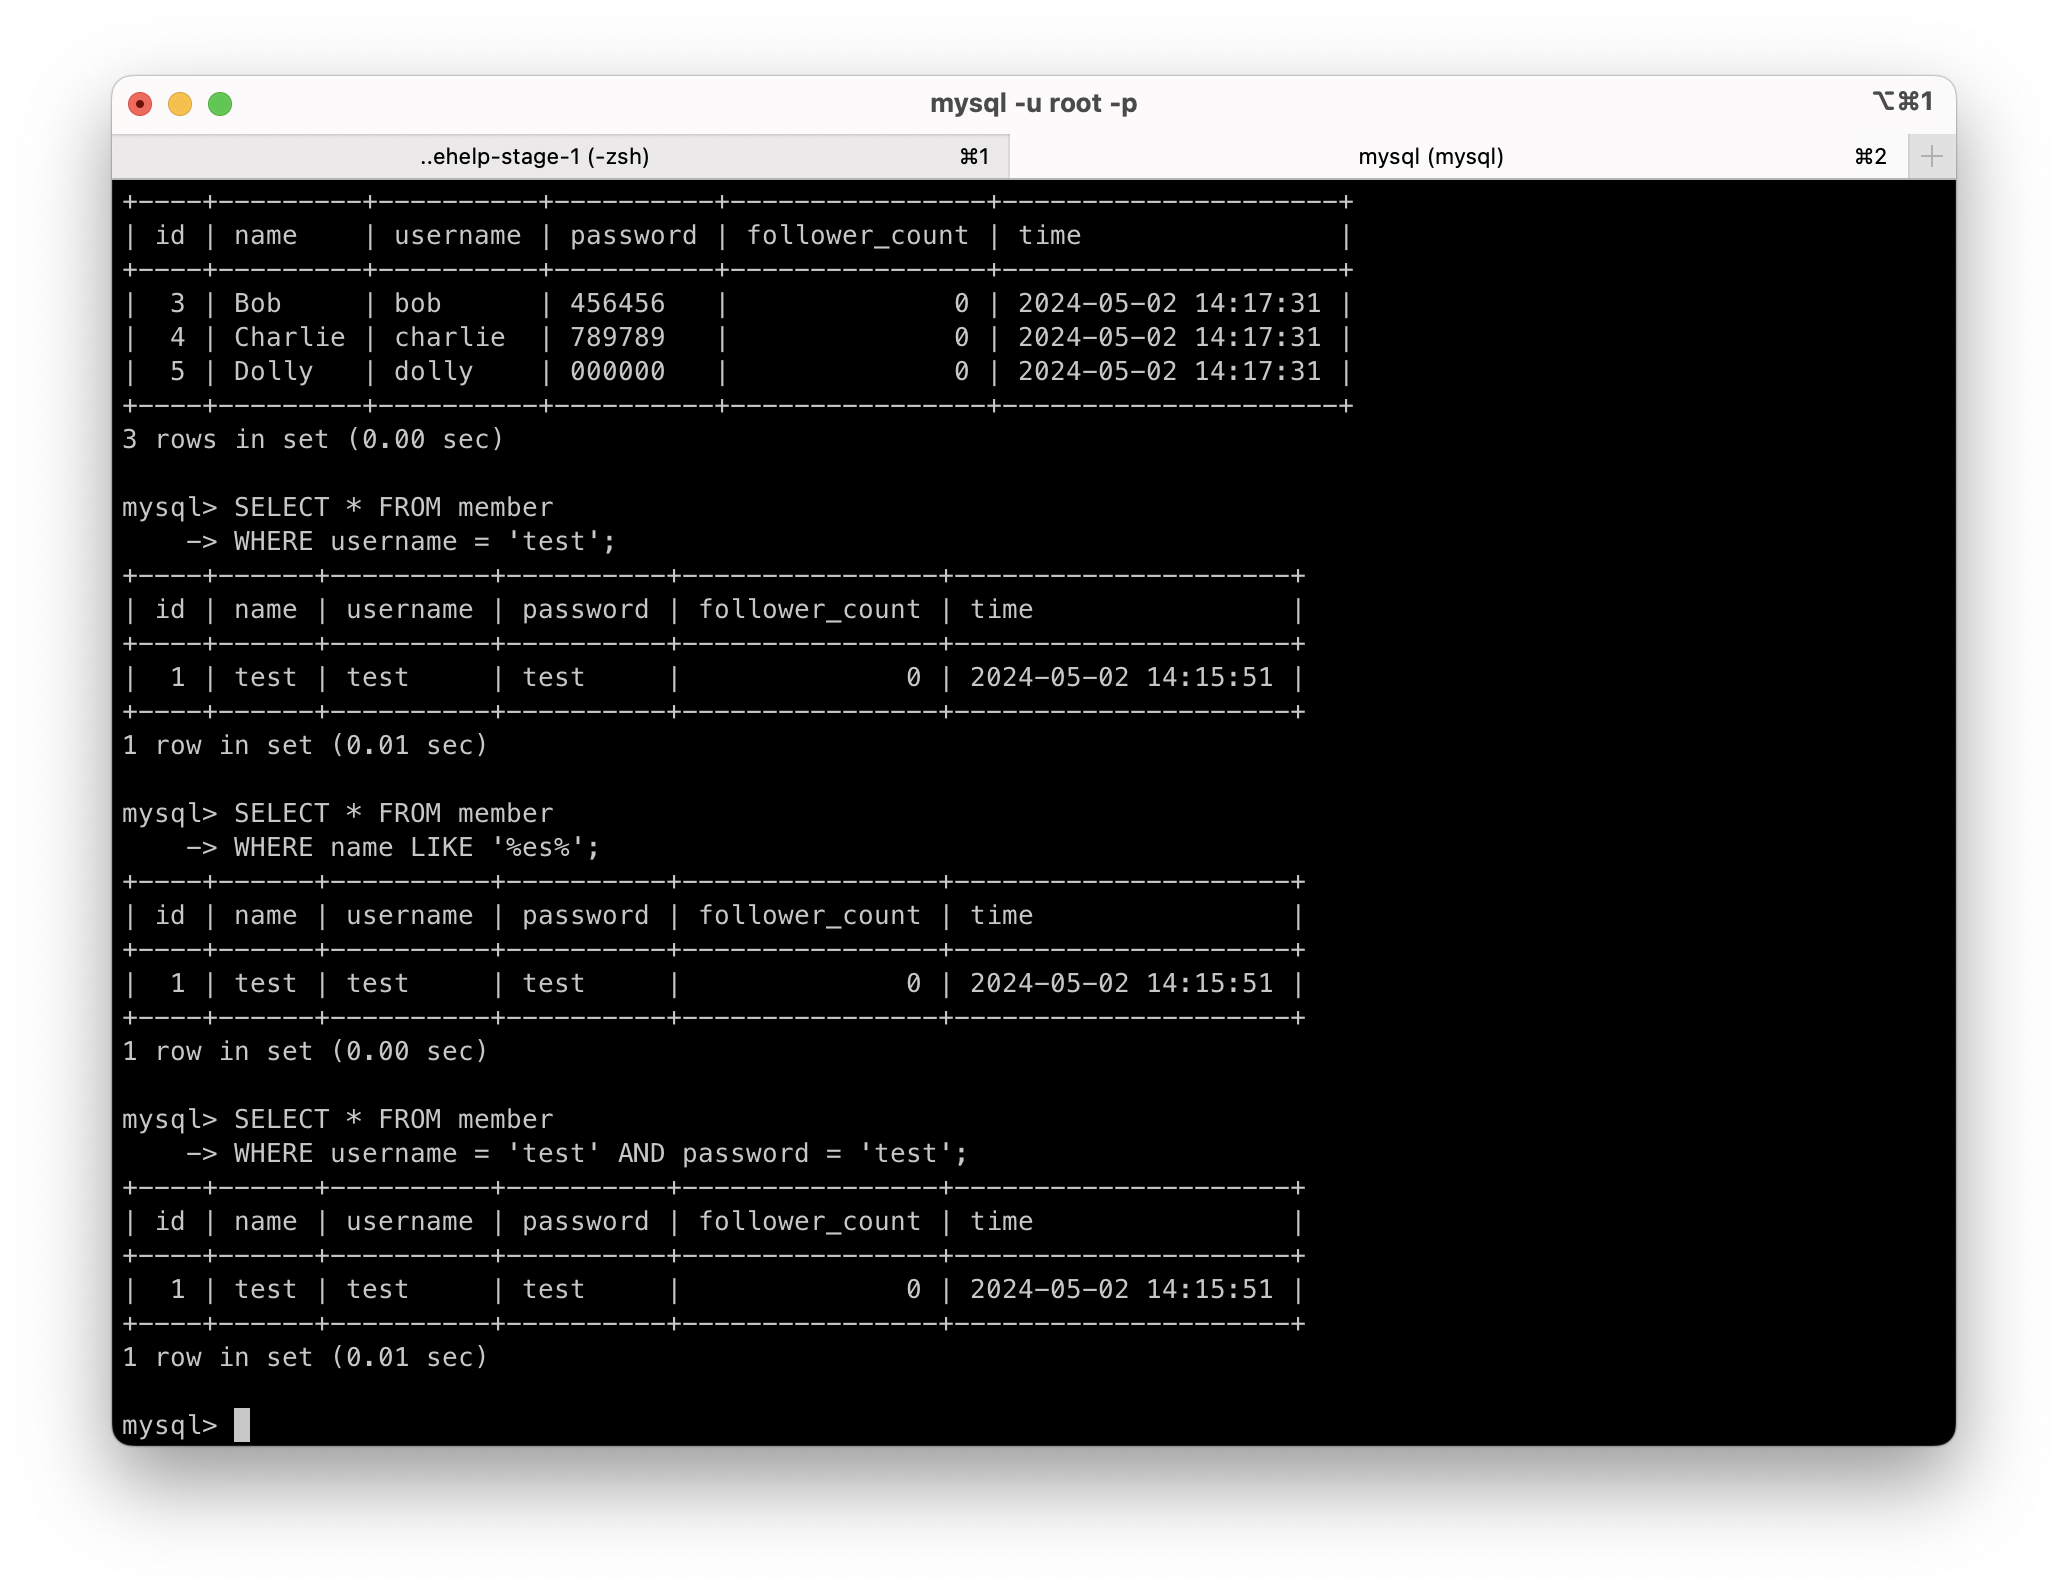 mysql -u root -p ⌥⌘1
..ehelp-stage-1 (-zsh) ⌘1 mysql (mysql) ⌘2 +
+----+---------+----------+----------+----------------+---------------------+
| id | name    | username | password | follower_count | time                |
+----+---------+----------+----------+----------------+---------------------+
|  3 | Bob     | bob      | 456456   |              0 | 2024-05-02 14:17:31 |
|  4 | Charlie | charlie  | 789789   |              0 | 2024-05-02 14:17:31 |
|  5 | Dolly   | dolly    | 000000   |              0 | 2024-05-02 14:17:31 |
+----+---------+----------+----------+----------------+---------------------+
3 rows in set (0.00 sec)

mysql> SELECT * FROM member
    -> WHERE username = 'test';
+----+------+----------+----------+----------------+---------------------+
| id | name | username | password | follower_count | time                |
+----+------+----------+----------+----------------+---------------------+
|  1 | test | test     | test     |              0 | 2024-05-02 14:15:51 |
+----+------+----------+----------+----------------+---------------------+
1 row in set (0.01 sec)

mysql> SELECT * FROM member
    -> WHERE name LIKE '%es%';
+----+------+----------+----------+----------------+---------------------+
| id | name | username | password | follower_count | time                |
+----+------+----------+----------+----------------+---------------------+
|  1 | test | test     | test     |              0 | 2024-05-02 14:15:51 |
+----+------+----------+----------+----------------+---------------------+
1 row in set (0.00 sec)

mysql> SELECT * FROM member
    -> WHERE username = 'test' AND password = 'test';
+----+------+----------+----------+----------------+---------------------+
| id | name | username | password | follower_count | time                |
+----+------+----------+----------+----------------+---------------------+
|  1 | test | test     | test     |              0 | 2024-05-02 14:15:51 |
+----+------+----------+----------+----------------+---------------------+
1 row in set (0.01 sec)

mysql>